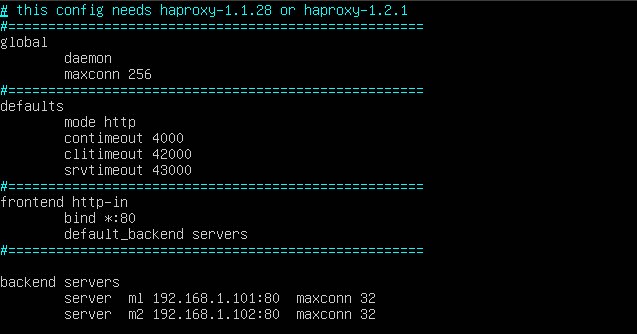 # this config needs haproxy-1.1.28 or haproxy-1.2.1
#====================================================
global
        daemon
        maxconn 256
#====================================================
defaults
        mode http
        contimeout 4000
        clitimeout 42000
        srvtimeout 43000
#====================================================
frontend http-in
        bind *:80
        default_backend servers
#====================================================

backend servers
        server  m1 192.168.1.101:80  maxconn 32
        server  m2 192.168.1.102:80  maxconn 32